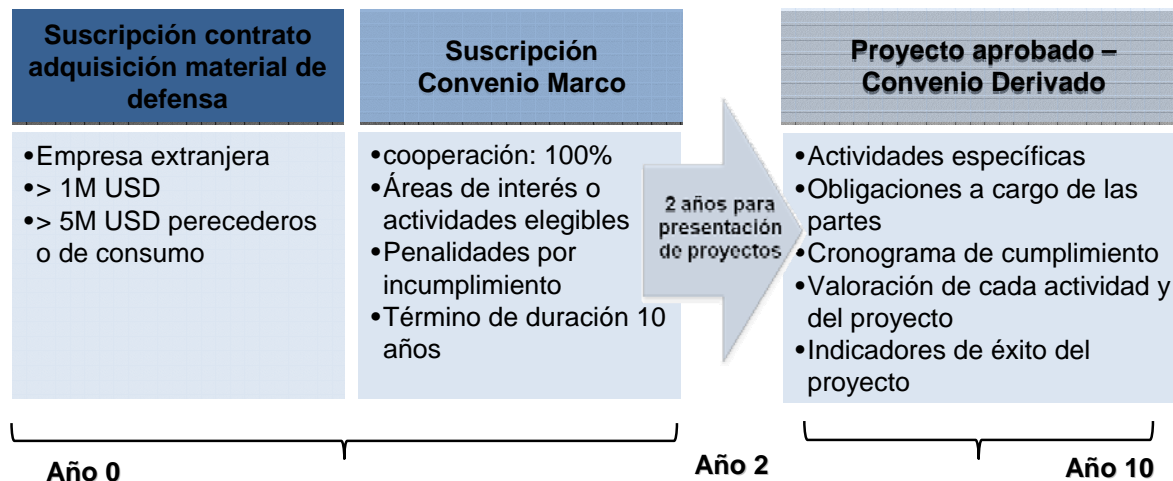 Suscripción contrato
adquisición material de
defensa
•Empresa extranjera
•> 1M USD
•> 5M USD perecederos
o de consumo
Suscripción
Convenio Marco
•cooperación: 100%
•Áreas de interés o
actividades elegibles
•Penalidades por
incumplimiento
•Término de duración 10
años
2 años para
presentación
de proyectos
Proyecto aprobado –
Convenio Derivado
•Actividades específicas
•Obligaciones a cargo de las
partes
•Cronograma de cumplimiento
•Valoración de cada actividad y
del proyecto
•Indicadores de éxito del
proyecto
Año 0
Año 2
Año 10